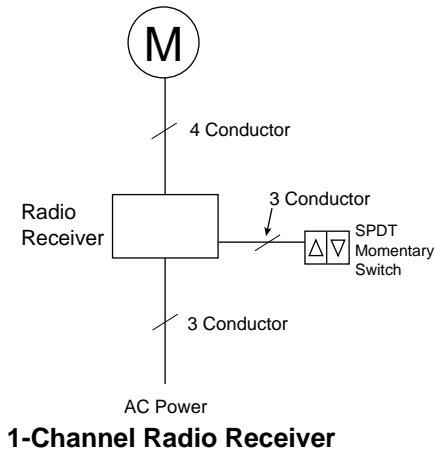 M
4 Conductor
3 Conductor
Radio
Receiver
SPDT
Momentary
Switch
3 Conductor
AC Power
1-Channel Radio Receiver